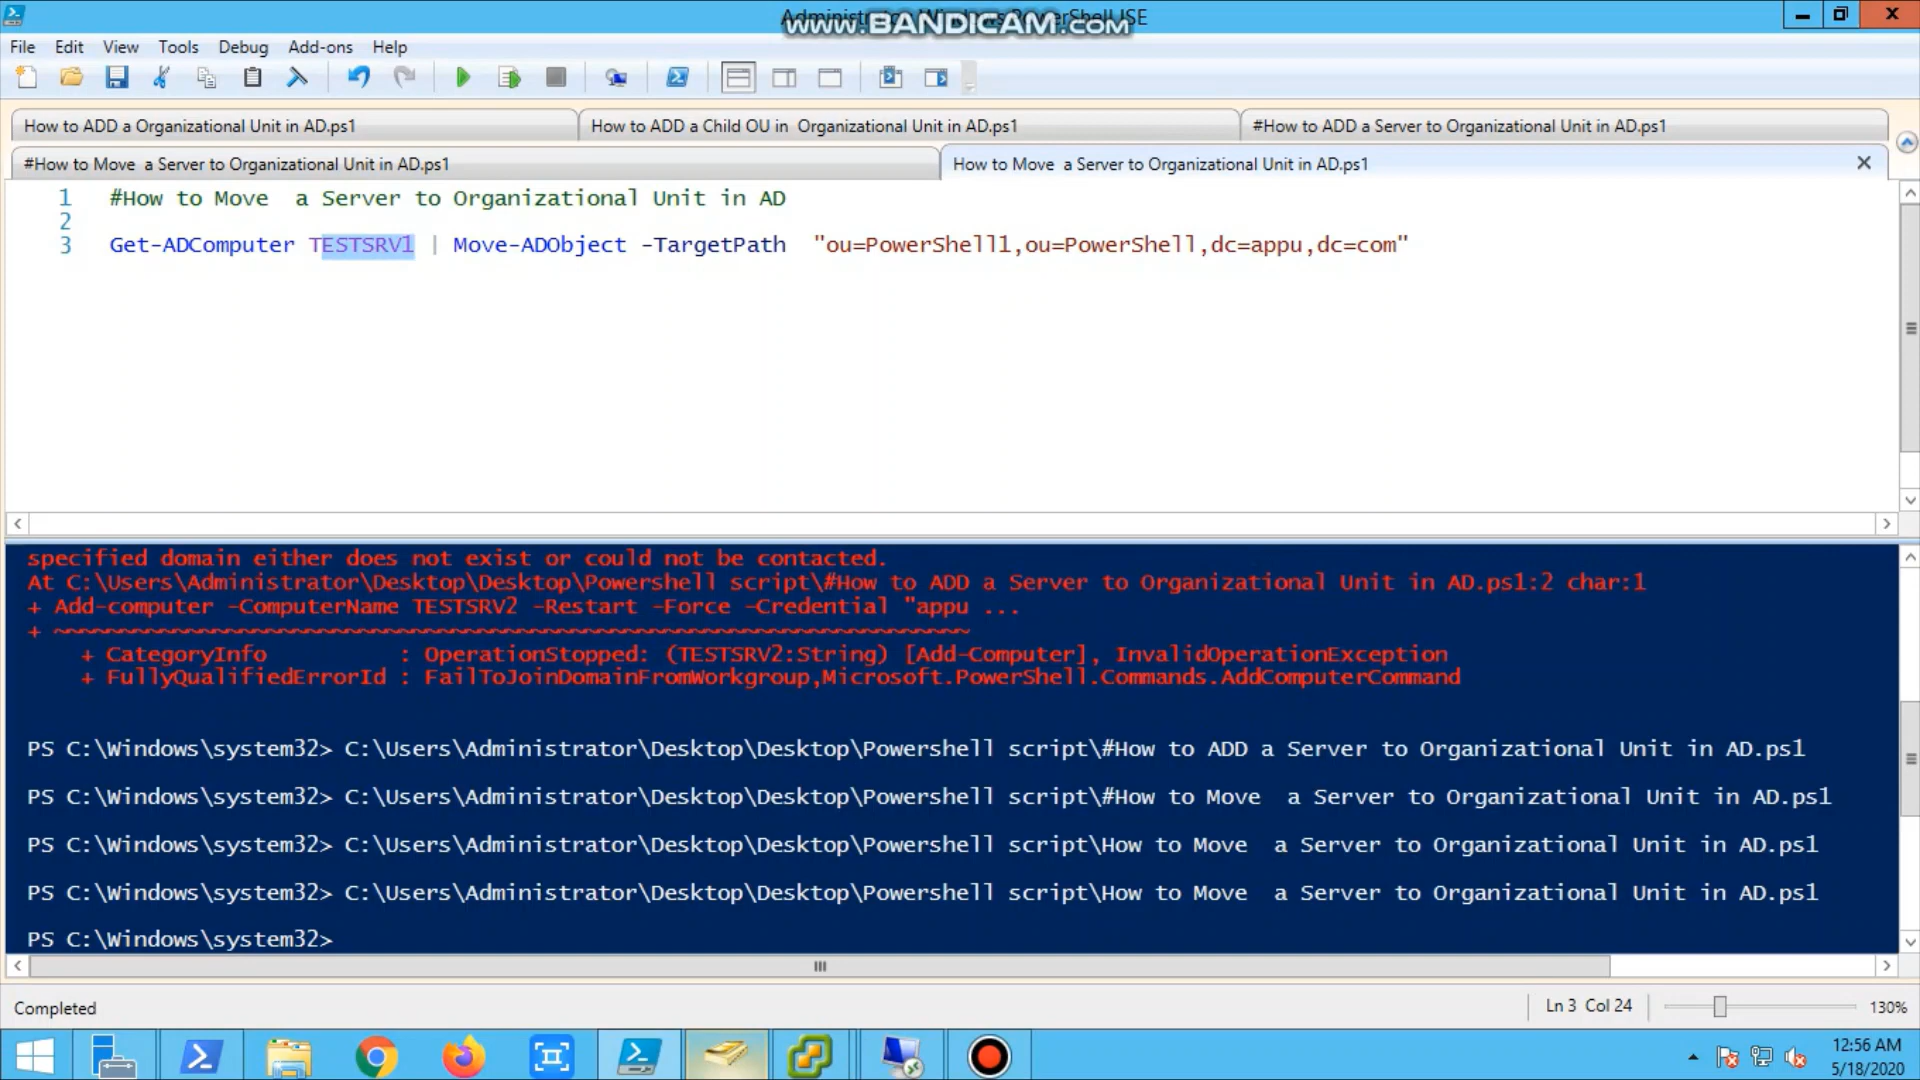 Administrator: Windows PowerShell ISE
www.BANDICAM.com
File Edit View Tools Debug Add-ons Help
How to ADD a Organizational Unit in AD.ps1
How to ADD a Child OU in  Organizational Unit in AD.ps1
#How to ADD a Server to Organizational Unit in AD.ps1
#How to Move  a Server to Organizational Unit in AD.ps1
How to Move  a Server to Organizational Unit in AD.ps1
1 #How to Move  a Server to Organizational Unit in AD
2
3 Get-ADComputer TESTSRV1 | Move-ADObject -TargetPath  "ou=PowerShell1,ou=PowerShell,dc=appu,dc=com"
specified domain either does not exist or could not be contacted.
At C:\Users\Administrator\Desktop\Desktop\Powershell script\#How to ADD a Server to Organizational Unit in AD.ps1:2 char:1
+ Add-computer -ComputerName TESTSRV2 -Restart -Force -Credential "appu ...
+ ~~~~~~~~~~~~~~~~~~~~~~~~~~~~~~~~~~~~~~~~~~~~~~~~~~~~~~~~~~~~~~~~~~~~~
+ CategoryInfo          : OperationStopped: (TESTSRV2:String) [Add-Computer], InvalidOperationException
+ FullyQualifiedErrorId : FailToJoinDomainFromWorkgroup,Microsoft.PowerShell.Commands.AddComputerCommand
PS C:\Windows\system32> C:\Users\Administrator\Desktop\Desktop\Powershell script\#How to ADD a Server to Organizational Unit in AD.ps1
PS C:\Windows\system32> C:\Users\Administrator\Desktop\Desktop\Powershell script\#How to Move  a Server to Organizational Unit in AD.ps1
PS C:\Windows\system32> C:\Users\Administrator\Desktop\Desktop\Powershell script\How to Move  a Server to Organizational Unit in AD.ps1
PS C:\Windows\system32> C:\Users\Administrator\Desktop\Desktop\Powershell script\How to Move  a Server to Organizational Unit in AD.ps1
PS C:\Windows\system32>
Completed
Ln 3 Col 24
130%
12:56 AM
5/18/2020